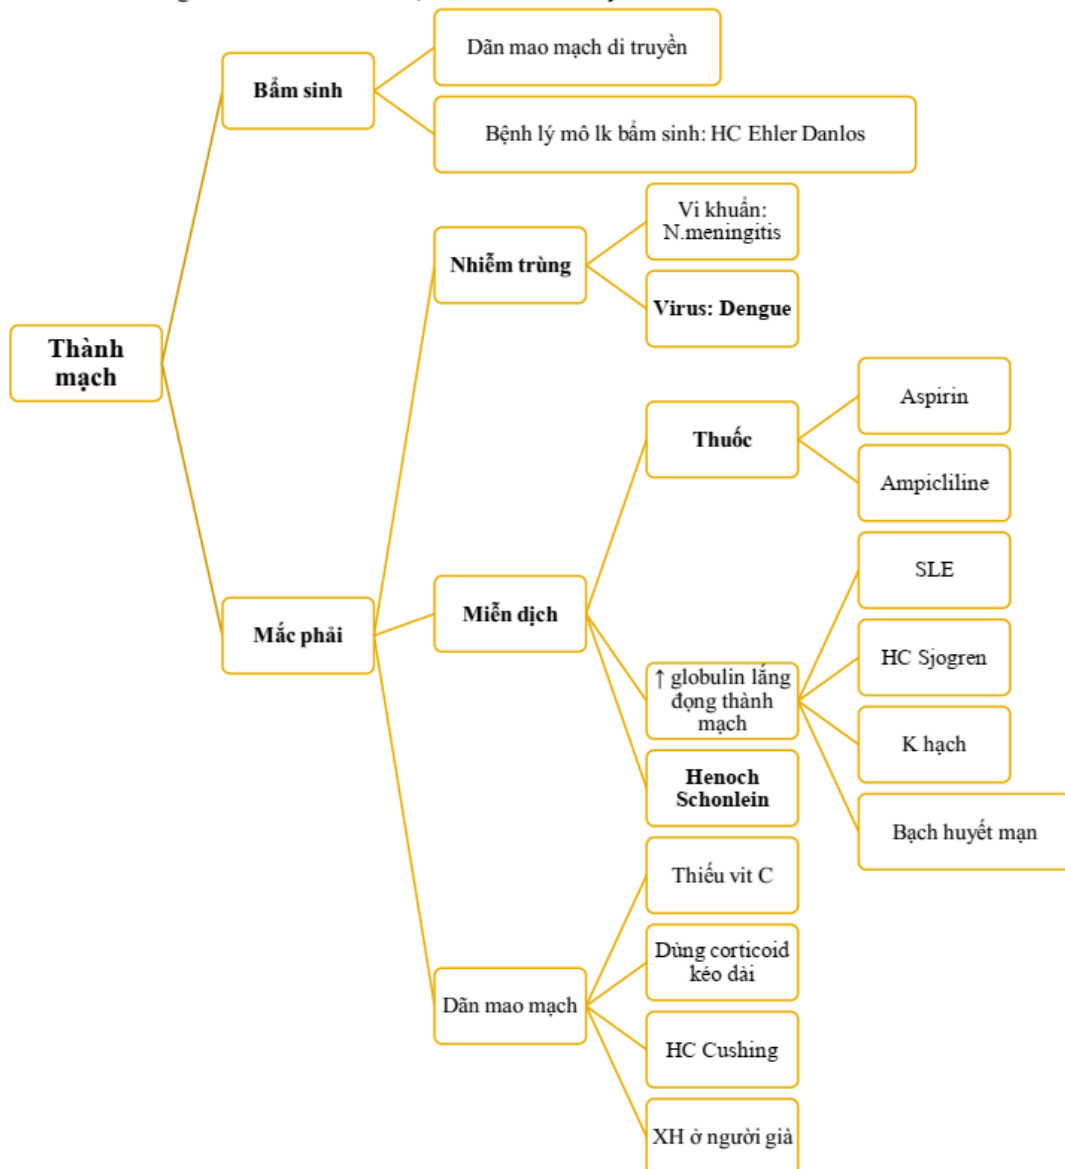 Dãn mao mạch di truyền
Bẩm sinh
Bệnh lý mô lk bẩm sinh: HC Ehler Danlos
Vi khuẩn:
N.meningitis
Nhiễm trùng
Virus: Dengue
Thành
mạch
Aspirin
Thuốc
Ampicliline
SLE
Miễn dịch
Mắc phải
HC Sjogren
↑ globulin lắng
đọng thành
mạch
K hạch
Henoch
Schonlein
Bạch huyết mạn
Thiếu vit C
Dùng corticoid
kéo dài
Dãn mao mạch
HC Cushing
XH ở người già